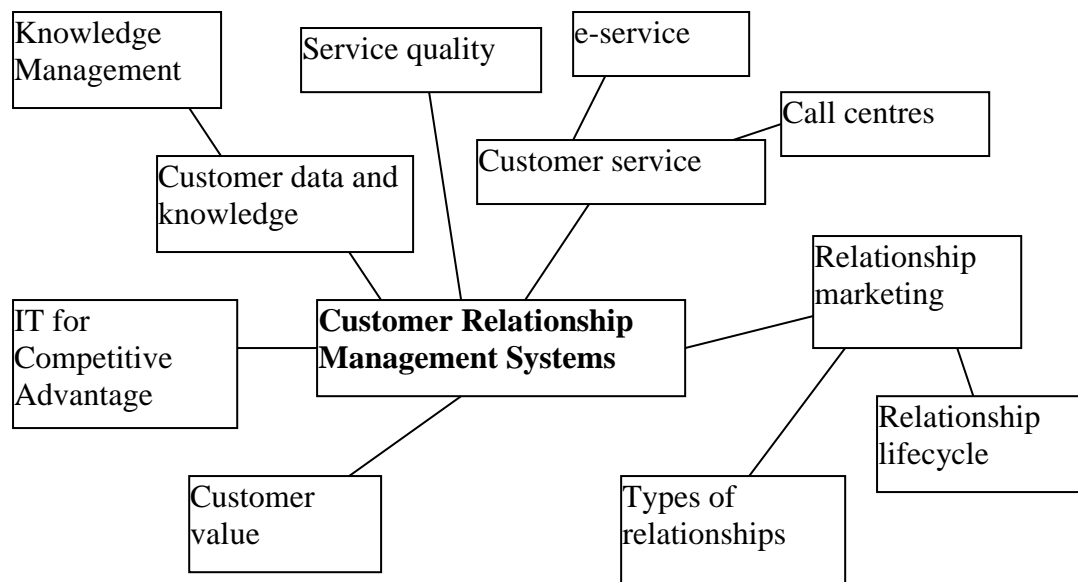 Knowledge
Management
Service quality
e-service
Call centres
Customer service
Customer data and
knowledge
Relationship
marketing
IT for
Competitive
Advantage
Customer Relationship
Management Systems
Relationship
lifecycle
Customer
value
Types of
relationships